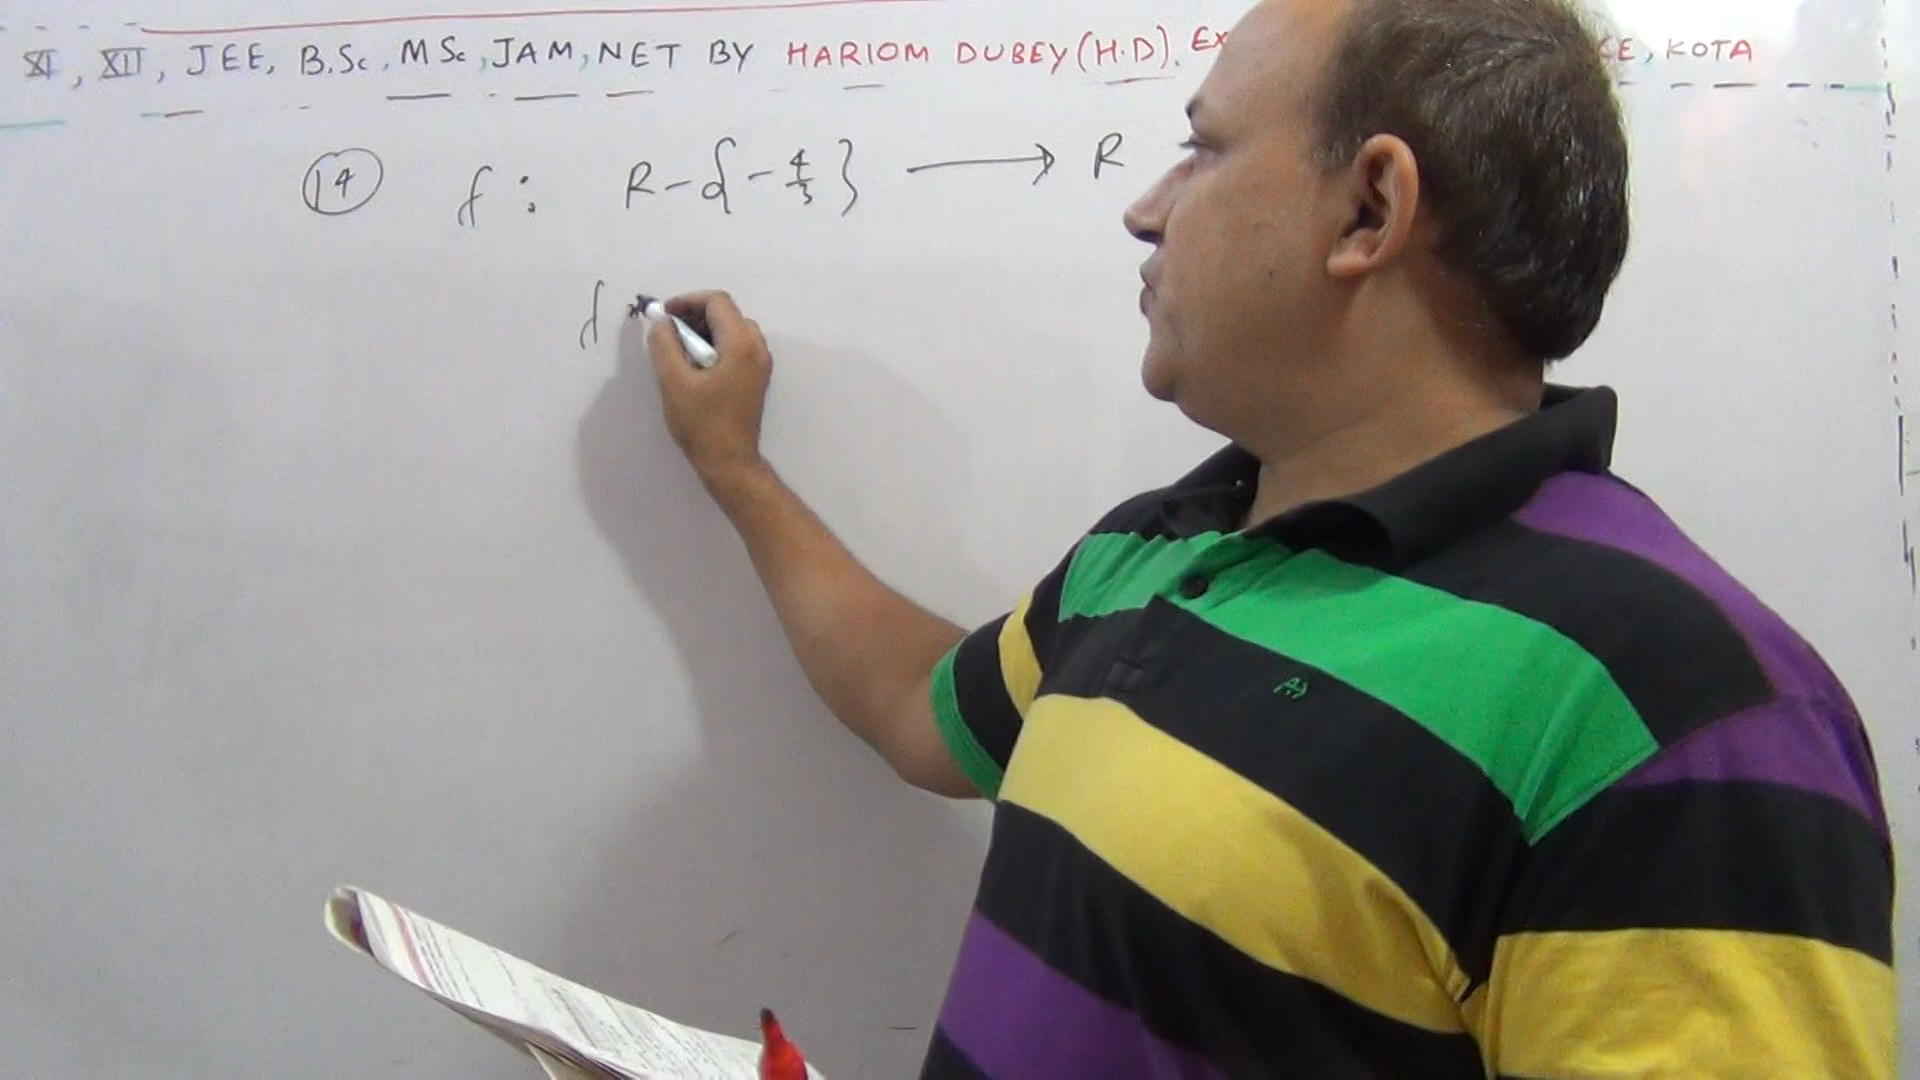 XI, XII, JEE, B.Sc, MSc, JAM, NET BY HARIOM DUBEY (H.D). Ex CE, KOTA
(14) f : R - {-4/3} → R
f